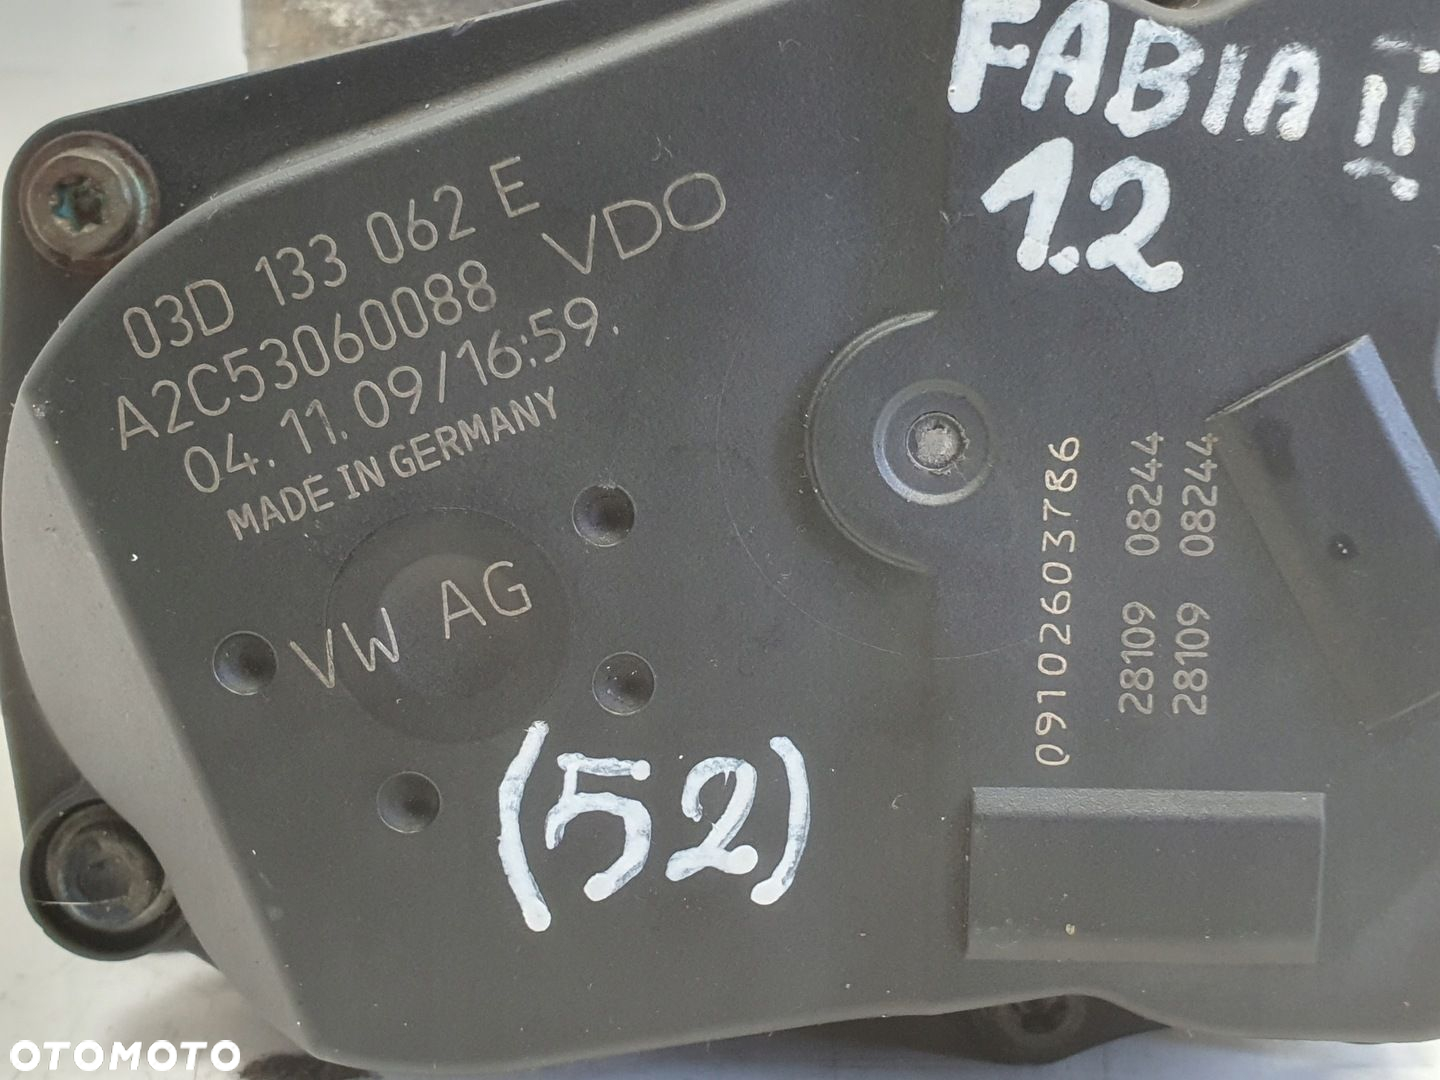 FABIA II
1.2
03D 133 062 E
A2C53060088 VDO
04.11.09/16:59.
MADE IN GERMANY
VW AG
(52)
09102603786
28109 08244
28109 08244
OTOMOTO